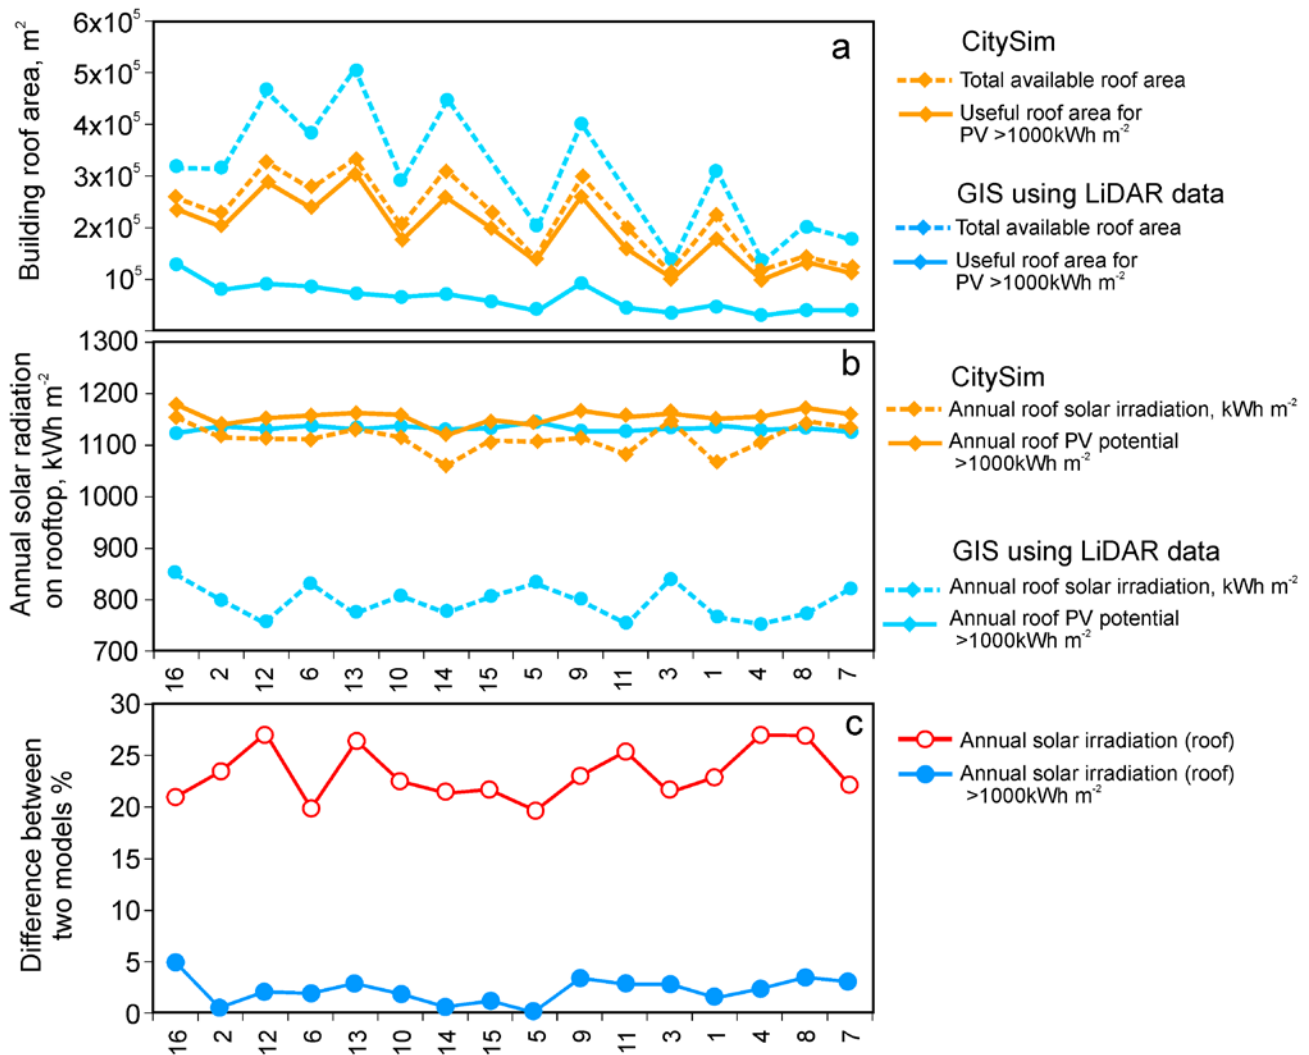 Building roof area, m²
6x10⁵
5x10⁵
4x10⁵
3x10⁵
2x10⁵
10⁵
a
CitySim
Total available roof area
Useful roof area for
PV >1000kWh m⁻²
GIS using LiDAR data
Total available roof area
Useful roof area for
PV >1000kWh m⁻²
Annual solar radiation
on rooftop, kWh m⁻²
1300
1200
1100
1000
900
800
700
b
CitySim
Annual roof solar irradiation, kWh m⁻²
Annual roof PV potential
>1000kWh m⁻²
GIS using LiDAR data
Annual roof solar irradiation, kWh m⁻²
Annual roof PV potential
>1000kWh m⁻²
16 2 12 6 13 10 14 15 5 9 11 3 1 4 8 7
Difference between
two models %
30
25
20
15
10
5
0
c
Annual solar irradiation (roof)
Annual solar irradiation (roof)
>1000kWh m⁻²
16 2 12 6 13 10 14 15 5 9 11 3 1 4 8 7